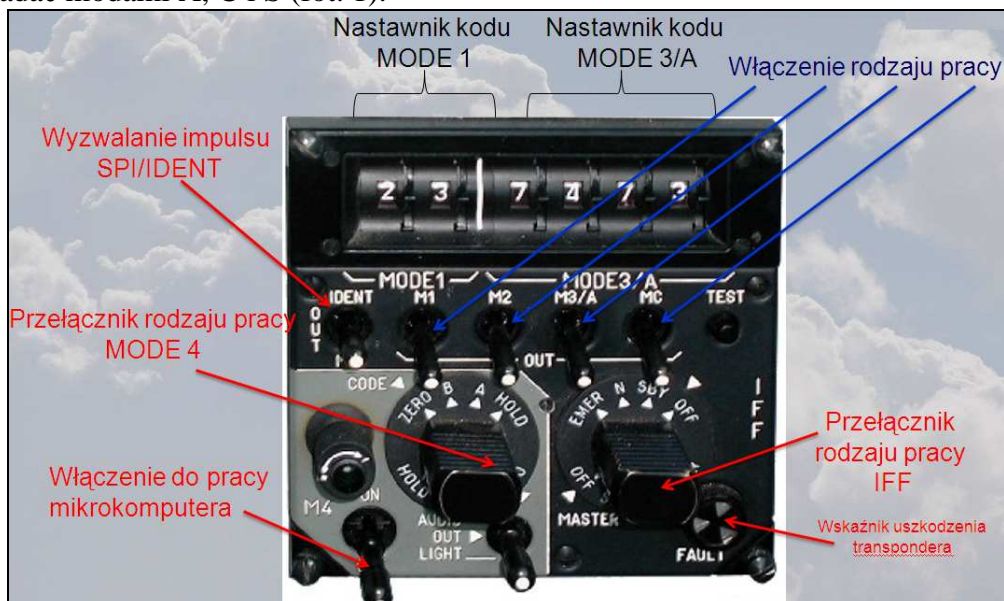 Nastawnik kodu
MODE 1
Nastawnik kodu
MODE 3/A
Włączenie rodzaju pracy
Wyzwalanie impulsu
SPI/IDENT
2 3 7 4 7 3
MODE1
MODE3/A
IDENT M1 M2 M3/A MC TEST
OUT
OUT
Przełącznik rodzaju pracy
MODE 4
CODE
ZERO B A HOLD
EMER N SBY OFF
IFF
HOLD
OFF
Przełącznik
rodzaju pracy
IFF
Włączenie do pracy
mikrokomputera
M4
ON
AUDIO
OUT
LIGHT
MASTER
FAULT
Wskaźnik uszkodzenia
transpondera